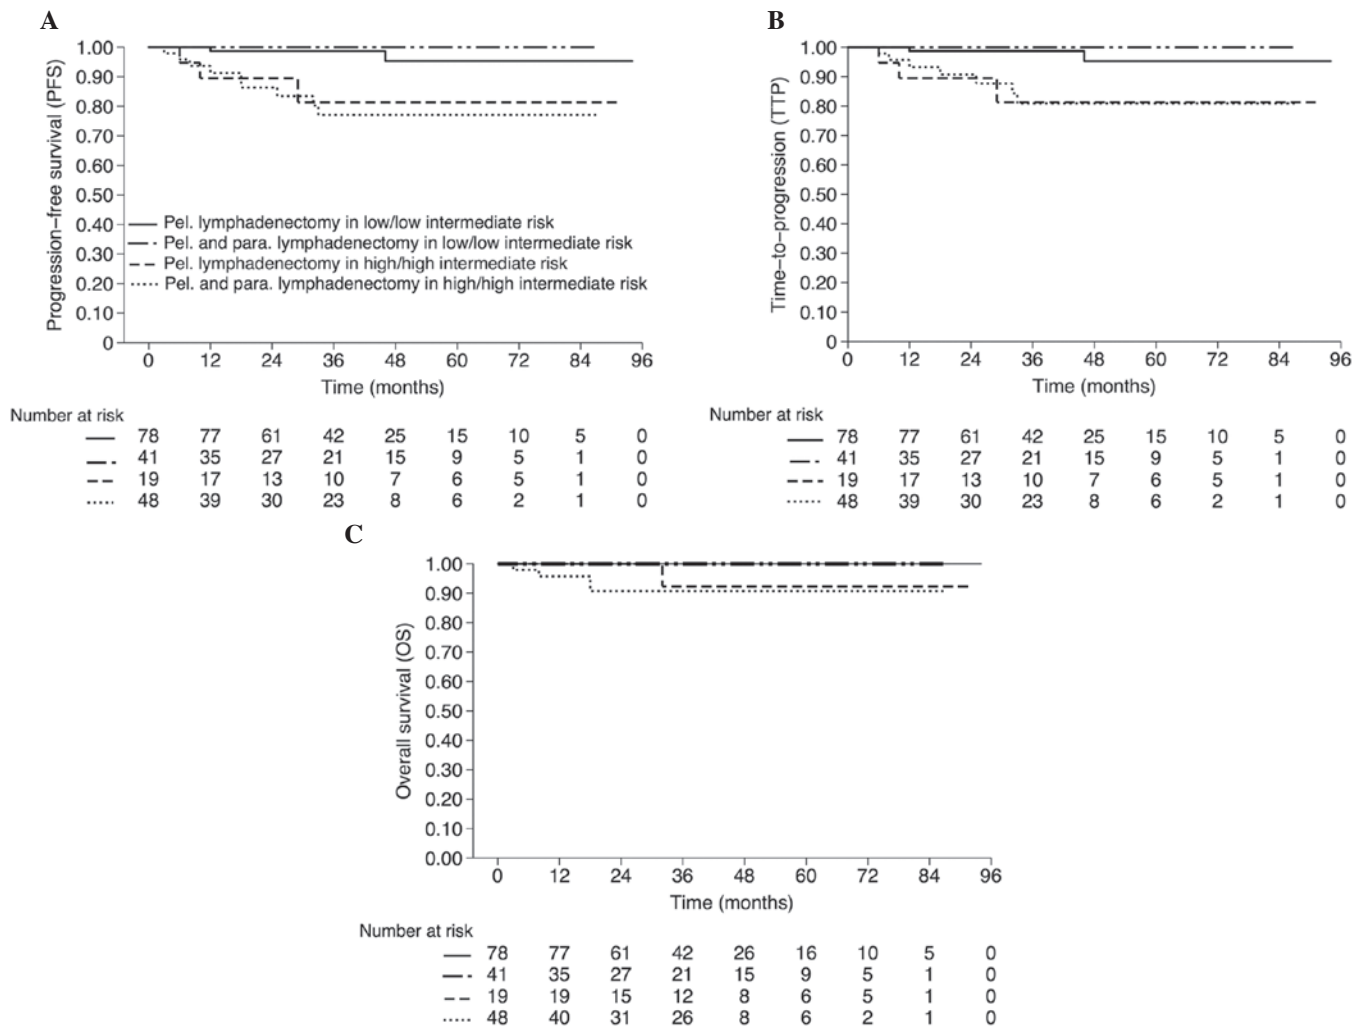 A
Progression-free survival (PFS)
1.00
0.90
0.80
0.70
0.60
0.50
0.40
0.30
0.20
0.10
0
Pel. lymphadenectomy in low/low intermediate risk
Pel. and para. lymphadenectomy in low/low intermediate risk
Pel. lymphadenectomy in high/high intermediate risk
Pel. and para. lymphadenectomy in high/high intermediate risk
0 12 24 36 48 60 72 84 96
Time (months)
Number at risk
78 77 61 42 25 15 10 5 0
41 35 27 21 15 9 5 1 0
19 17 13 10 7 6 5 1 0
48 39 30 23 8 6 2 1 0
B
Time-to-progression (TTP)
1.00
0.90
0.80
0.70
0.60
0.50
0.40
0.30
0.20
0.10
0
0 12 24 36 48 60 72 84 96
Time (months)
Number at risk
78 77 61 42 25 15 10 5 0
41 35 27 21 15 9 5 1 0
19 17 13 10 7 6 5 1 0
48 39 30 23 8 6 2 1 0
C
Overall survival (OS)
1.00
0.90
0.80
0.70
0.60
0.50
0.40
0.30
0.20
0.10
0.00
0 12 24 36 48 60 72 84 96
Time (months)
Number at risk
78 77 61 42 26 16 10 5 0
41 35 27 21 15 9 5 1 0
19 19 15 12 8 6 5 1 0
48 40 31 26 8 6 2 1 0